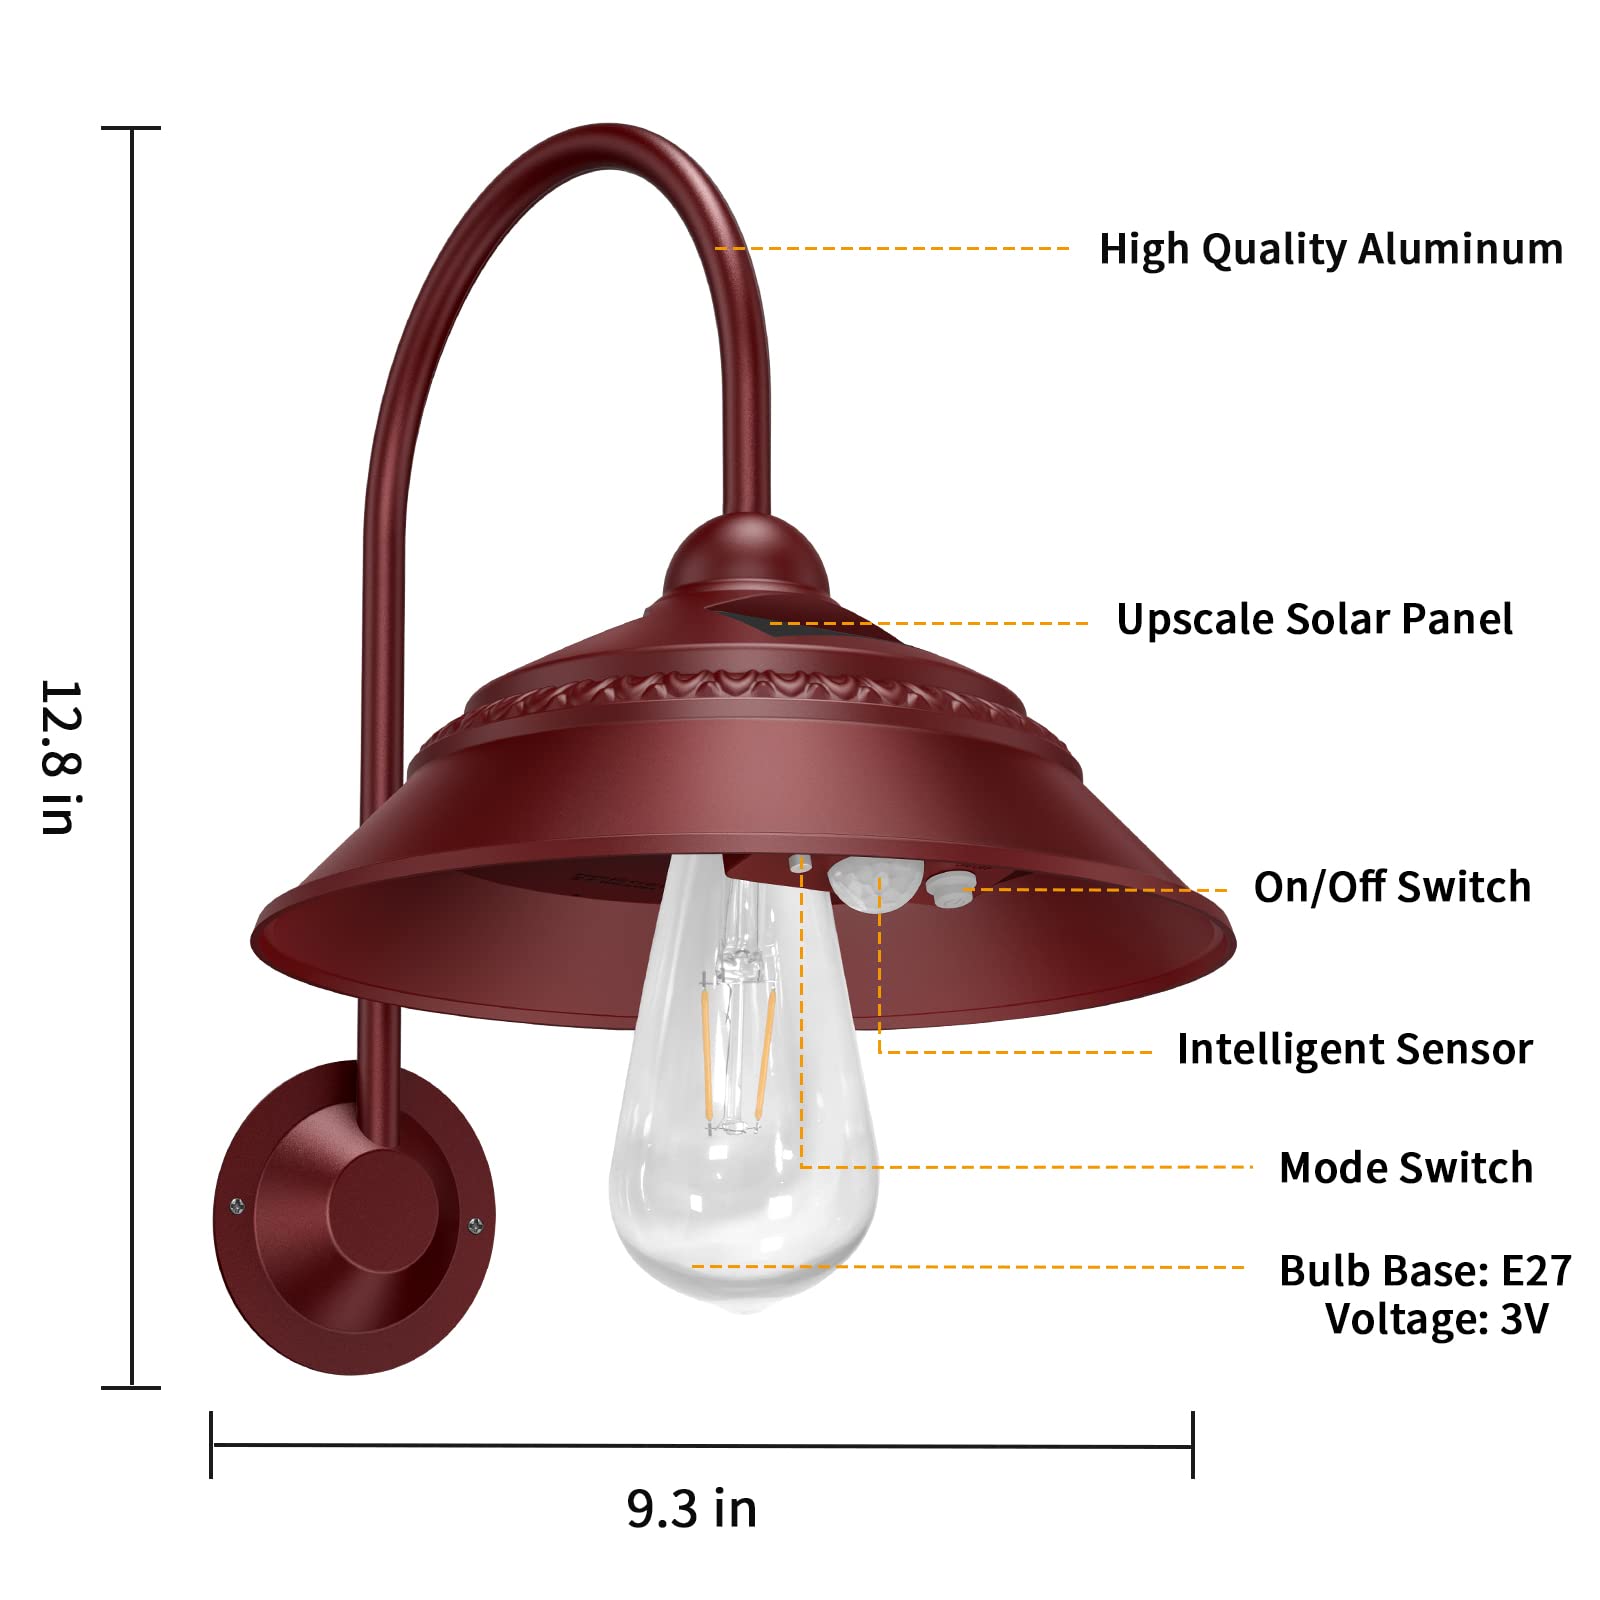 High Quality Aluminum
Upscale Solar Panel
12.8 in
On/Off Switch
Intelligent Sensor
Mode Switch
Bulb Base: E27
Voltage: 3V
9.3 in